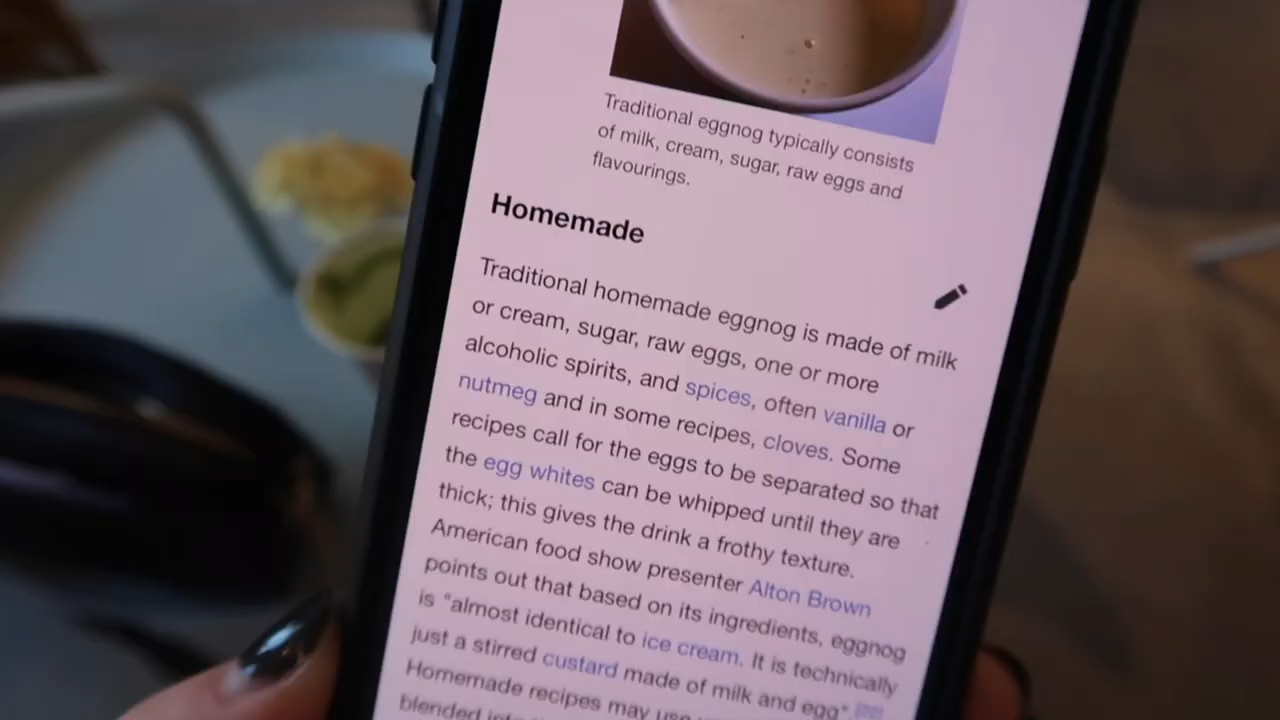 Traditional eggnog typically consists
of milk, cream, sugar, raw eggs and
flavourings.
Homemade
Traditional homemade eggnog is made of milk
or cream, sugar, raw eggs, one or more
alcoholic spirits, and spices, often vanilla or
nutmeg and in some recipes, cloves. Some
recipes call for the eggs to be separated so that
the egg whites can be whipped until they are
thick; this gives the drink a frothy texture.
American food show presenter Alton Brown
points out that based on its ingredients, eggnog
is "almost identical to ice cream. It is technically
just a stirred custard made of milk and egg".
Homemade recipes may use
blended